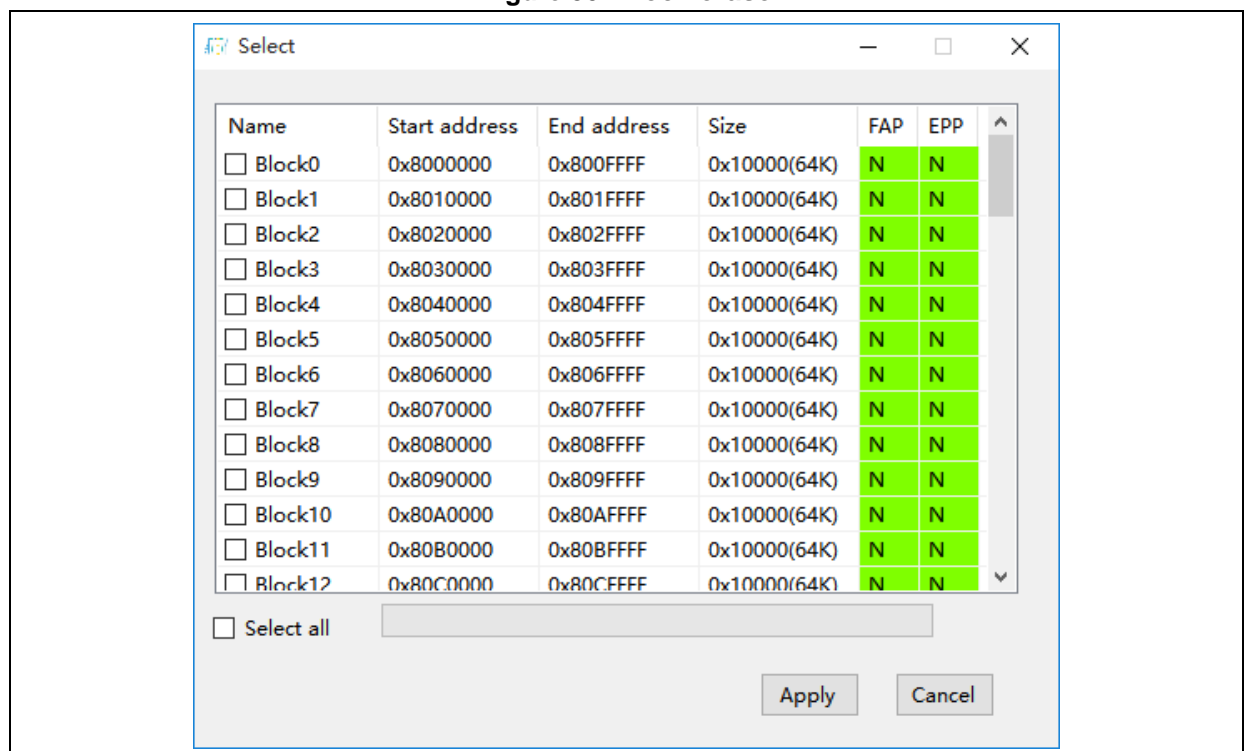 Select
Name Start address End address Size FAP EPP
Block0 0x8000000 0x800FFFF 0x10000(64K) N N
Block1 0x8010000 0x801FFFF 0x10000(64K) N N
Block2 0x8020000 0x802FFFF 0x10000(64K) N N
Block3 0x8030000 0x803FFFF 0x10000(64K) N N
Block4 0x8040000 0x804FFFF 0x10000(64K) N N
Block5 0x8050000 0x805FFFF 0x10000(64K) N N
Block6 0x8060000 0x806FFFF 0x10000(64K) N N
Block7 0x8070000 0x807FFFF 0x10000(64K) N N
Block8 0x8080000 0x808FFFF 0x10000(64K) N N
Block9 0x8090000 0x809FFFF 0x10000(64K) N N
Block10 0x80A0000 0x80AFFFF 0x10000(64K) N N
Block11 0x80B0000 0x80BFFFF 0x10000(64K) N N
Block12 0x80C0000 0x80CFFFF 0x10000(64K) N N
Select all
Apply Cancel